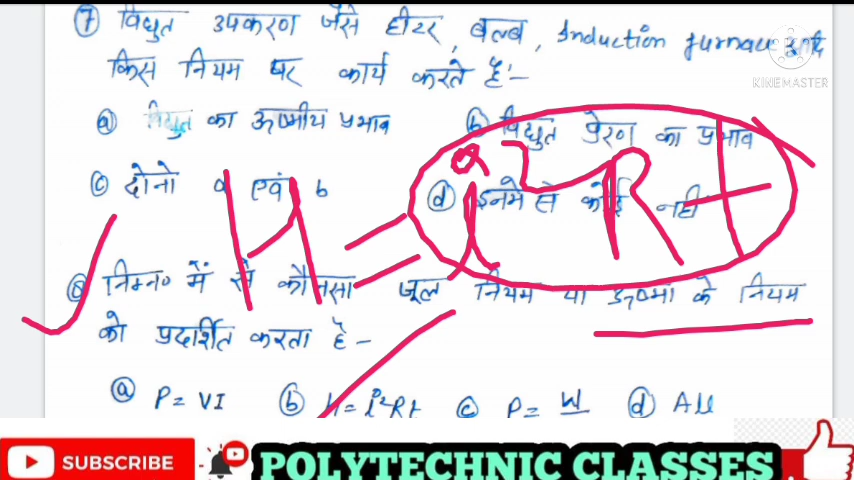 ⑦ विद्युत उपकरण जैसे हीटर, बल्ब, Induction furnace
किस नियम पर कार्य करते है:-
KINEMASTER
ⓐ विद्युत का ऊष्मीय प्रभाव ⓑ विद्युत प्रेरण का प्रभाव
ⓒ दोनो a एवं b ⓓ इनमे से कोई नही
H = i²Rt
⑧ निम्न० में से कौनसा जूल नियम या ऊष्मा के नियम
को प्रदर्शित करता है -
ⓐ P = VI ⓑ H = i²Rt ⓒ P = W ⓓ All
SUBSCRIBE
POLYTECHNIC CLASSES